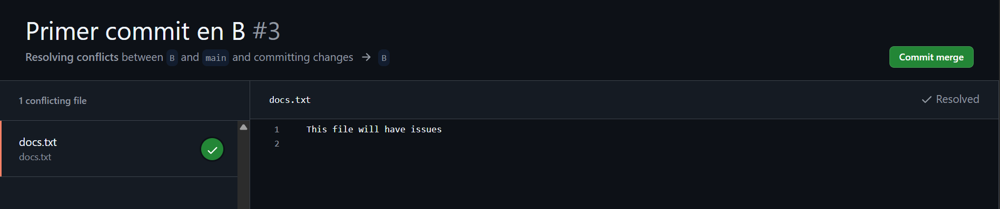 Primer commit en B #3
Resolving conflicts between B and main and committing changes → B
Commit merge
1 conflicting file
docs.txt
docs.txt
docs.txt
Resolved
1 This file will have issues
2